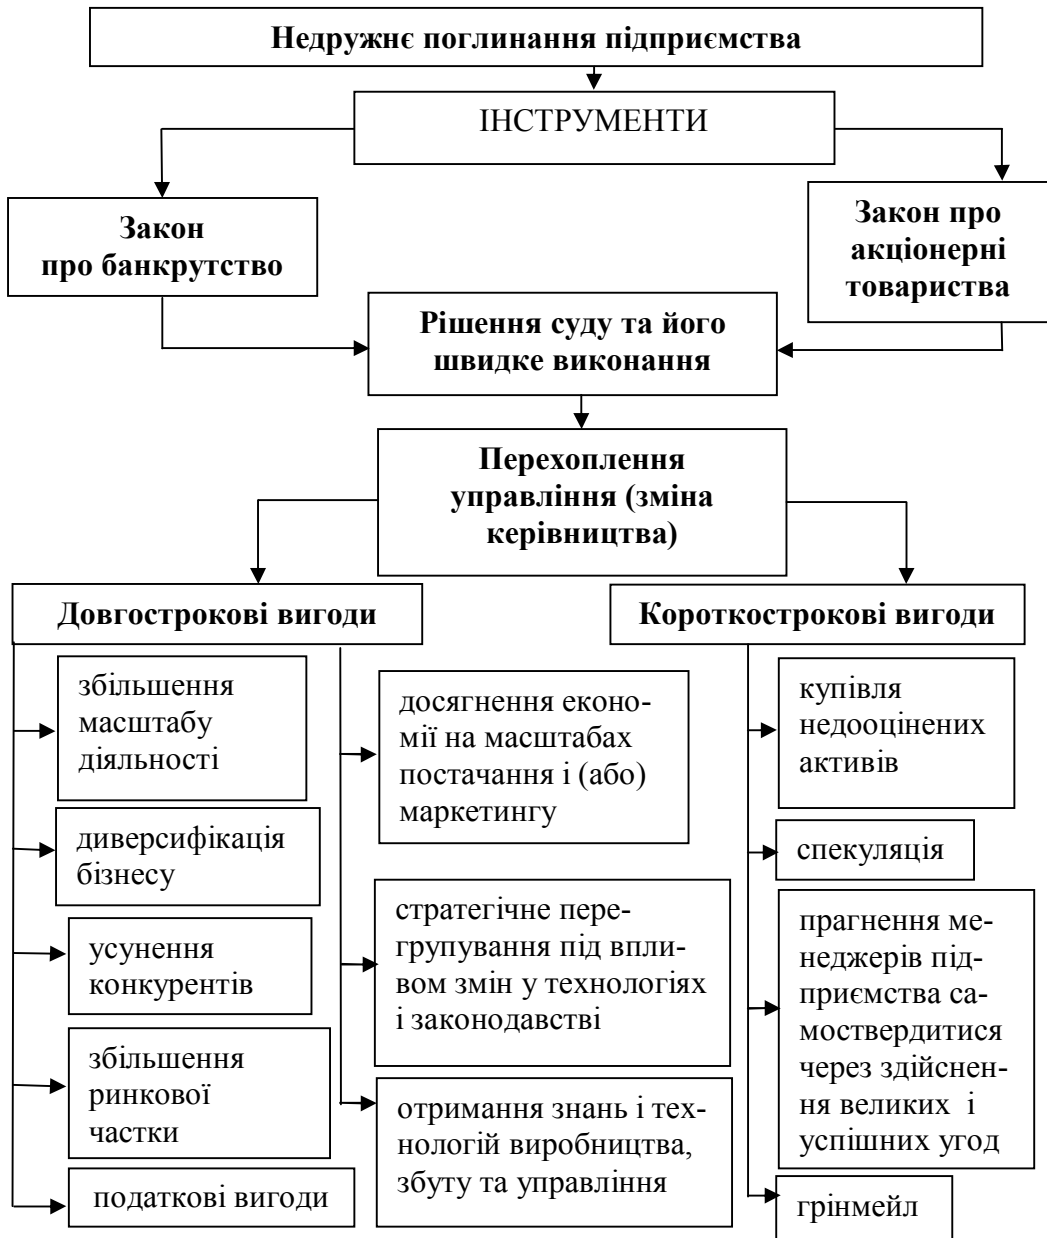 Недружнє поглинання підприємства
ІНСТРУМЕНТИ
Закон
про банкрутство
Закон про
акціонерні
товариства
Рішення суду та його
швидке виконання
Перехоплення
управління (зміна
керівництва)
Довгострокові вигоди
збільшення
масштабу
діяльності
диверсифікація
бізнесу
усунення
конкурентів
збільшення
ринкової
частки
податкові вигоди
досягнення еконо-
мії на масштабах
постачання і (або)
маркетингу
стратегічне пере-
групування під впли-
вом змін у технологіях
і законодавстві
отримання знань і тех-
нологій виробництва,
збуту та управління
Короткострокові вигоди
купівля
недооцінених
активів
спекуляція
прагнення ме-
неджерів під-
приємства са-
моствердитися
через здійснен-
ня великих і
успішних угод
грінмейл